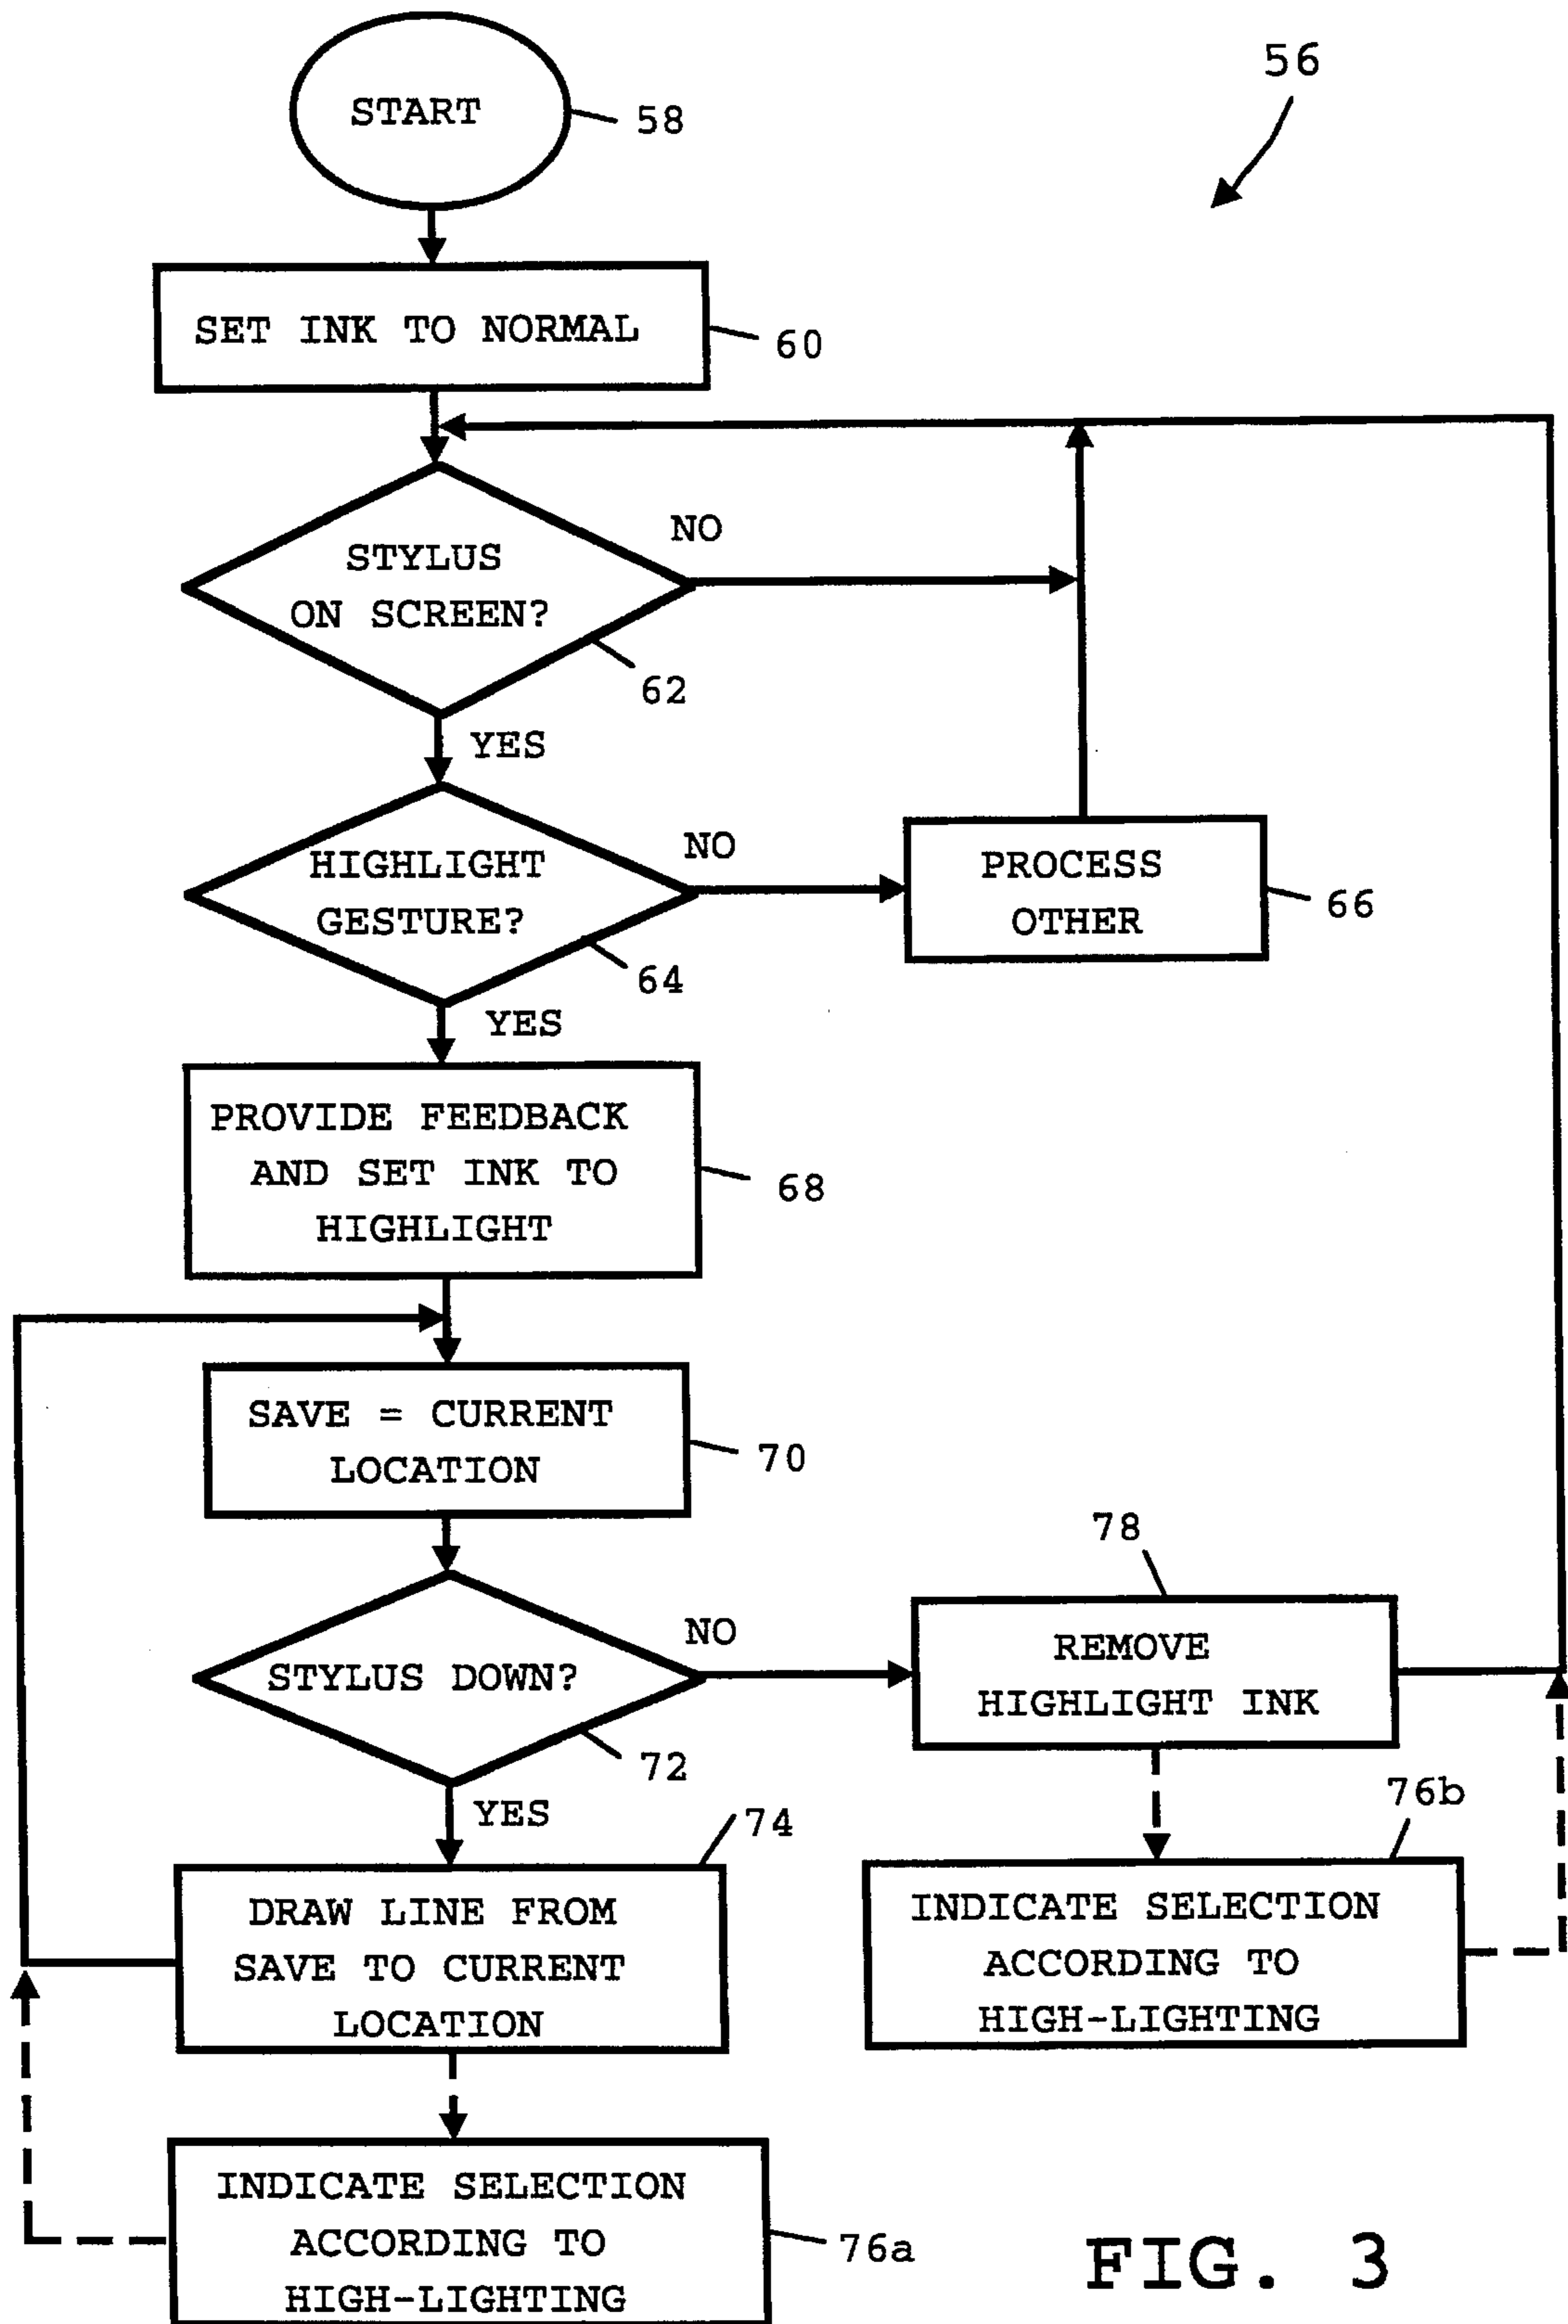 56
START
58
SET INK TO NORMAL
60
NO
STYLUS
ON SCREEN?
62
YES
HIGHLIGHT
GESTURE?
NO
64
PROCESS
OTHER
66
YES
PROVIDE FEEDBACK
AND SET INK TO
HIGHLIGHT
68
SAVE = CURRENT
LOCATION
70
78
STYLUS DOWN?
NO
72
REMOVE
HIGHLIGHT INK
YES
74
76b
DRAW LINE FROM
SAVE TO CURRENT
LOCATION
INDICATE SELECTION
ACCORDING TO
HIGH-LIGHTING
INDICATE SELECTION
ACCORDING TO
HIGH-LIGHTING
76a
FIG. 3